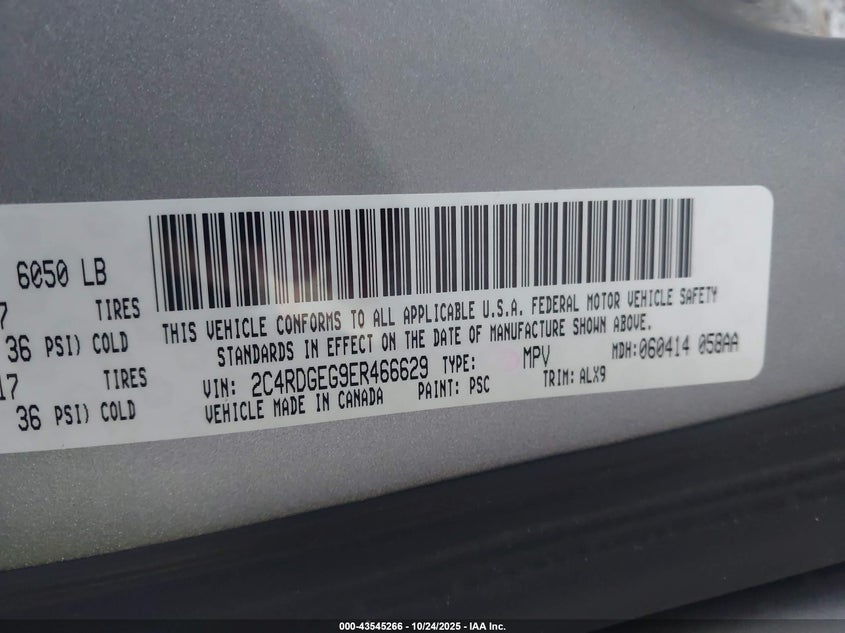 6050 LB
7 TIRES
36 PSI) COLD
17 TIRES
36 PSI) COLD
THIS VEHICLE CONFORMS TO ALL APPLICABLE U.S.A. FEDERAL MOTOR VEHICLE SAFETY
STANDARDS IN EFFECT ON THE DATE OF MANUFACTURE SHOWN ABOVE.
VIN: 2C4RDGEG9ER466629 TYPE: MPV MDH:060414 058AA
VEHICLE MADE IN CANADA PAINT: PSC TRIM: ALX9
000-43545266 - 10/24/2025 - IAA Inc.